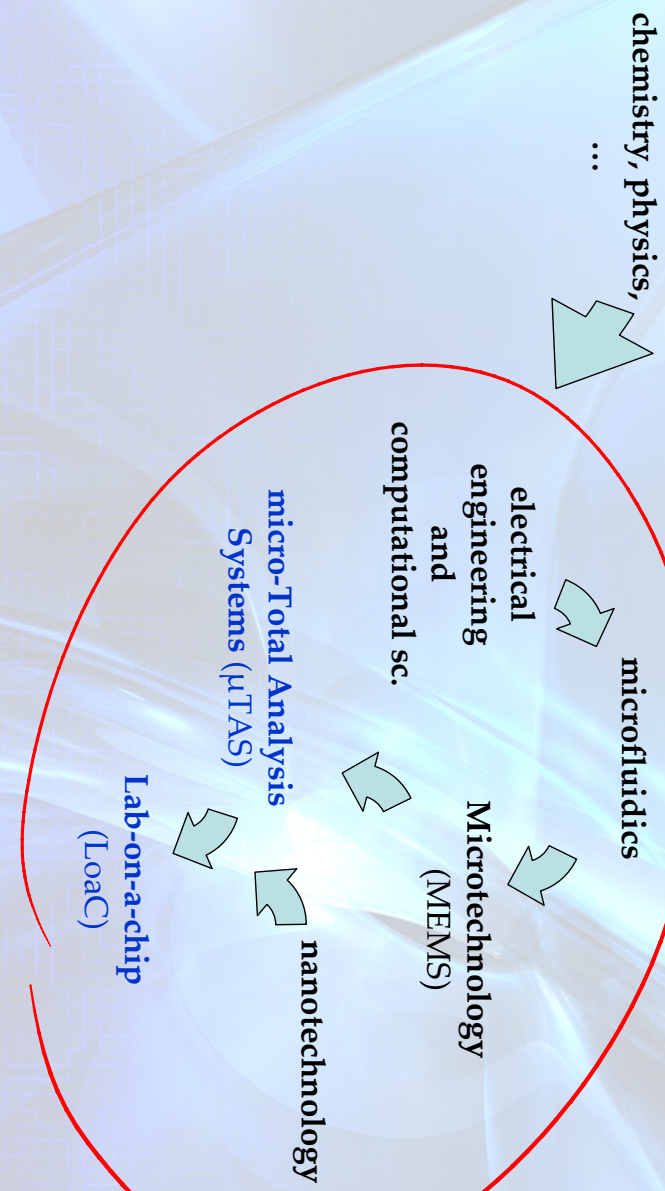 chemistry, physics,
...
microfluidics
electrical
engineering
and
computational sc.
Microtechnology
(MEMS)
micro-Total Analysis
Systems (μTAS)
nanotechnology
Lab-on-a-chip
(LoaC)